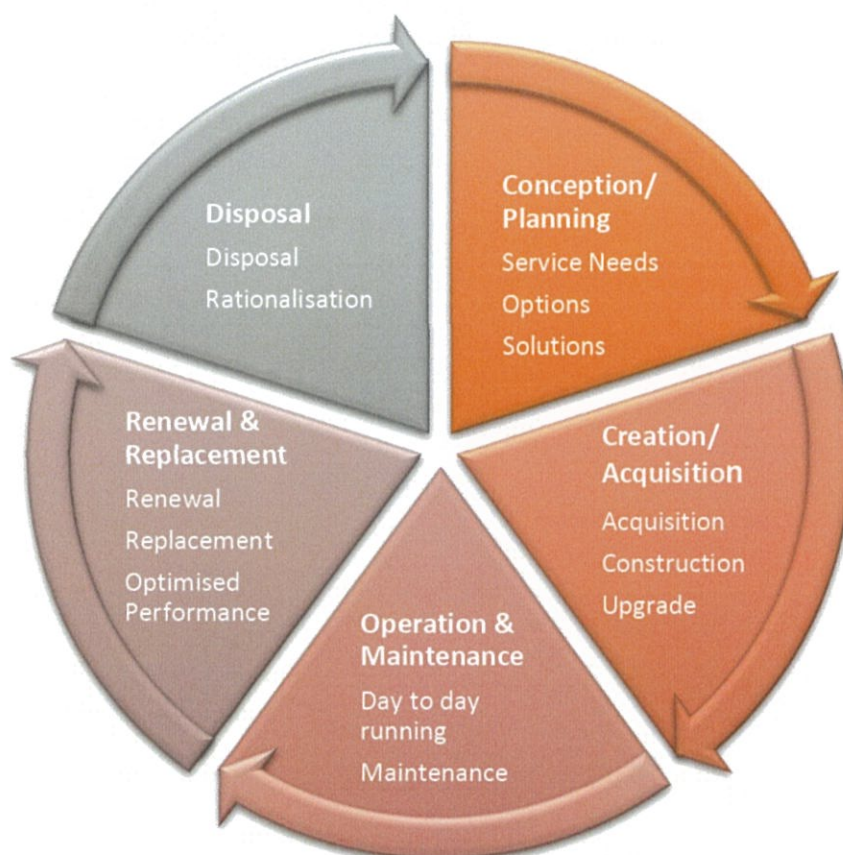 Conception/
Planning
Service Needs
Options
Solutions
Creation/
Acquisition
Acquisition
Construction
Upgrade
Operation &
Maintenance
Day to day
running
Maintenance
Renewal &
Replacement
Renewal
Replacement
Optimised
Performance
Disposal
Disposal
Rationalisation